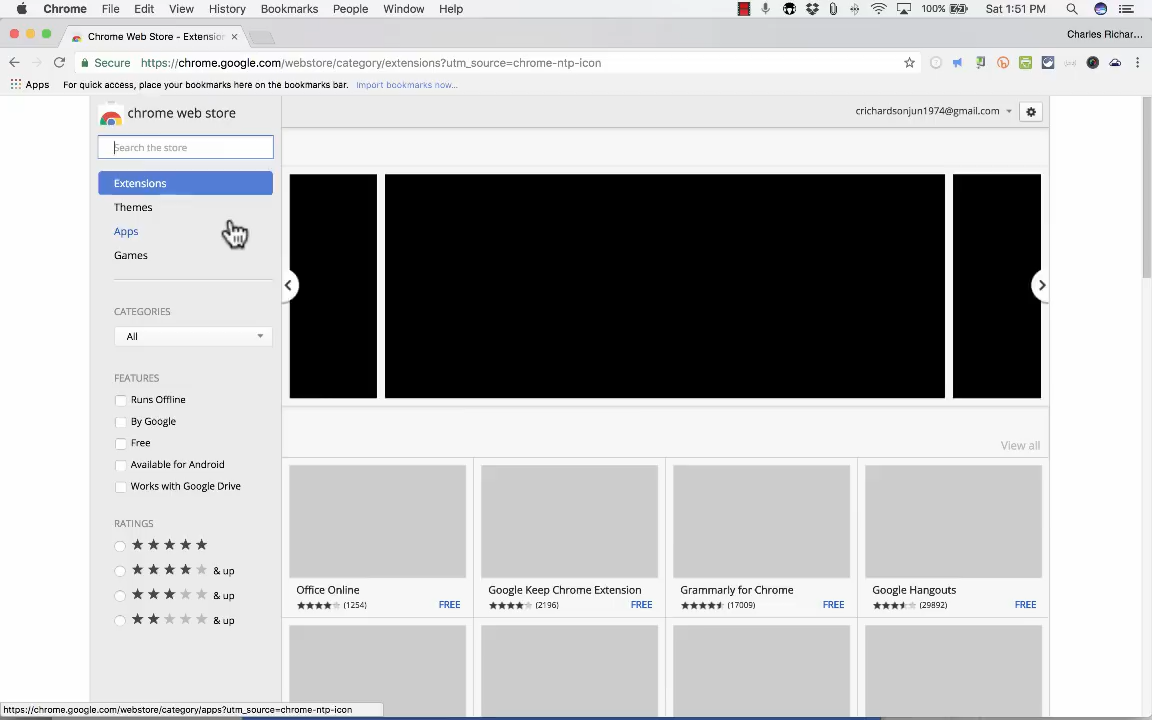 Chrome File Edit View History Bookmarks People Window Help 100% Sat 1:51 PM
Chrome Web Store - Extension
Charles Richar...
Secure https://chrome.google.com/webstore/category/extensions?utm_source=chrome-ntp-icon
Apps For quick access, place your bookmarks here on the bookmarks bar. Import bookmarks now...
chrome web store
crichardsonjun1974@gmail.com
Search the store
Extensions
Themes
Apps
Games
CATEGORIES
All
FEATURES
Runs Offline
By Google
Free
Available for Android
Works with Google Drive
RATINGS
& up
& up
& up
View all
Office Online
(1254) FREE
Google Keep Chrome Extension
(2196) FREE
Grammarly for Chrome
(17009) FREE
Google Hangouts
(29892) FREE
https://chrome.google.com/webstore/category/apps?utm_source=chrome-ntp-icon